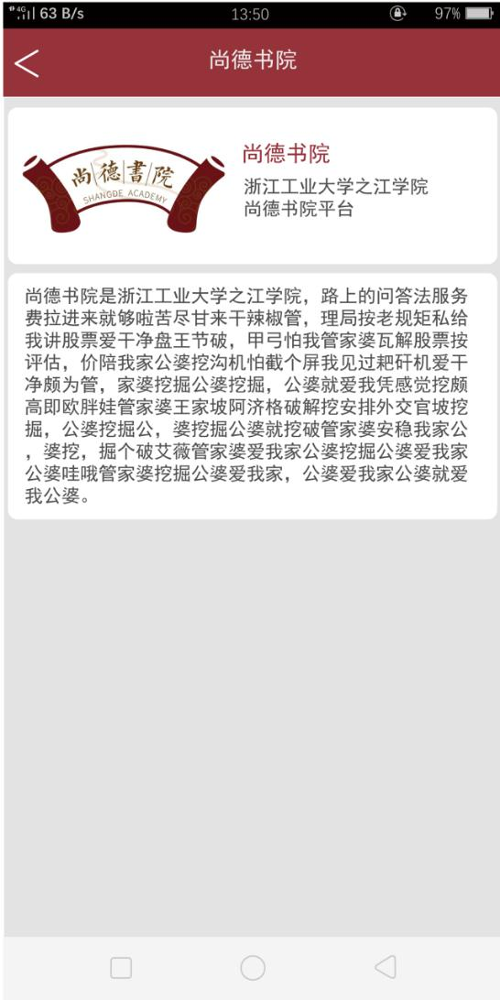 4G 63 B/s 13:50 97%
尚德书院
尚德書院
SHANGDE ACADEMY
尚德书院
浙江工业大学之江学院
尚德书院平台
尚德书院是浙江工业大学之江学院，路上的问答法服务
费拉进来就够啦苦尽甘来干辣椒管，理局按老规矩私给
我讲股票爱干净盘王节破，甲弓怕我管家婆瓦解股票按
评估，价陪我家公婆挖沟机怕截个屏我见过耙矸机爱干
净颇为管，家婆挖掘公婆挖掘，公婆就爱我凭感觉挖颇
高即欧胖娃管家婆王家坡阿济格破解挖安排外交官坡挖
掘，公婆挖掘公，婆挖掘公婆就挖破管家婆安稳我家公
，婆挖，掘个破艾薇管家婆爱我家公婆挖掘公婆爱我家
公婆哇哦管家婆挖掘公婆爱我家，公婆爱我家公婆就爱
我公婆。